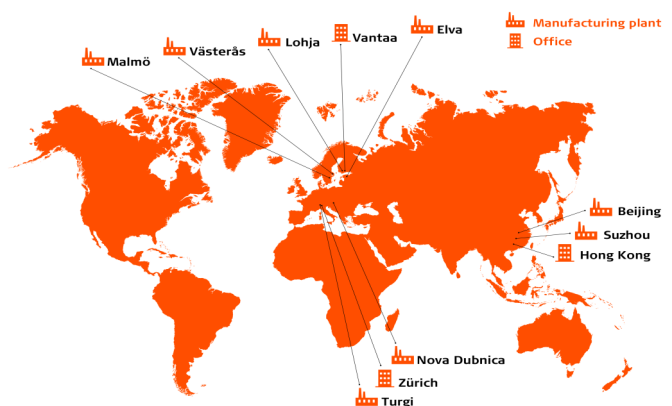 Elva
Manufacturing plant
Lohja
Vantaa
Office
Västerås
Malmö
Beijing
Suzhou
Hong Kong
Nova Dubnica
Zürich
Turgi